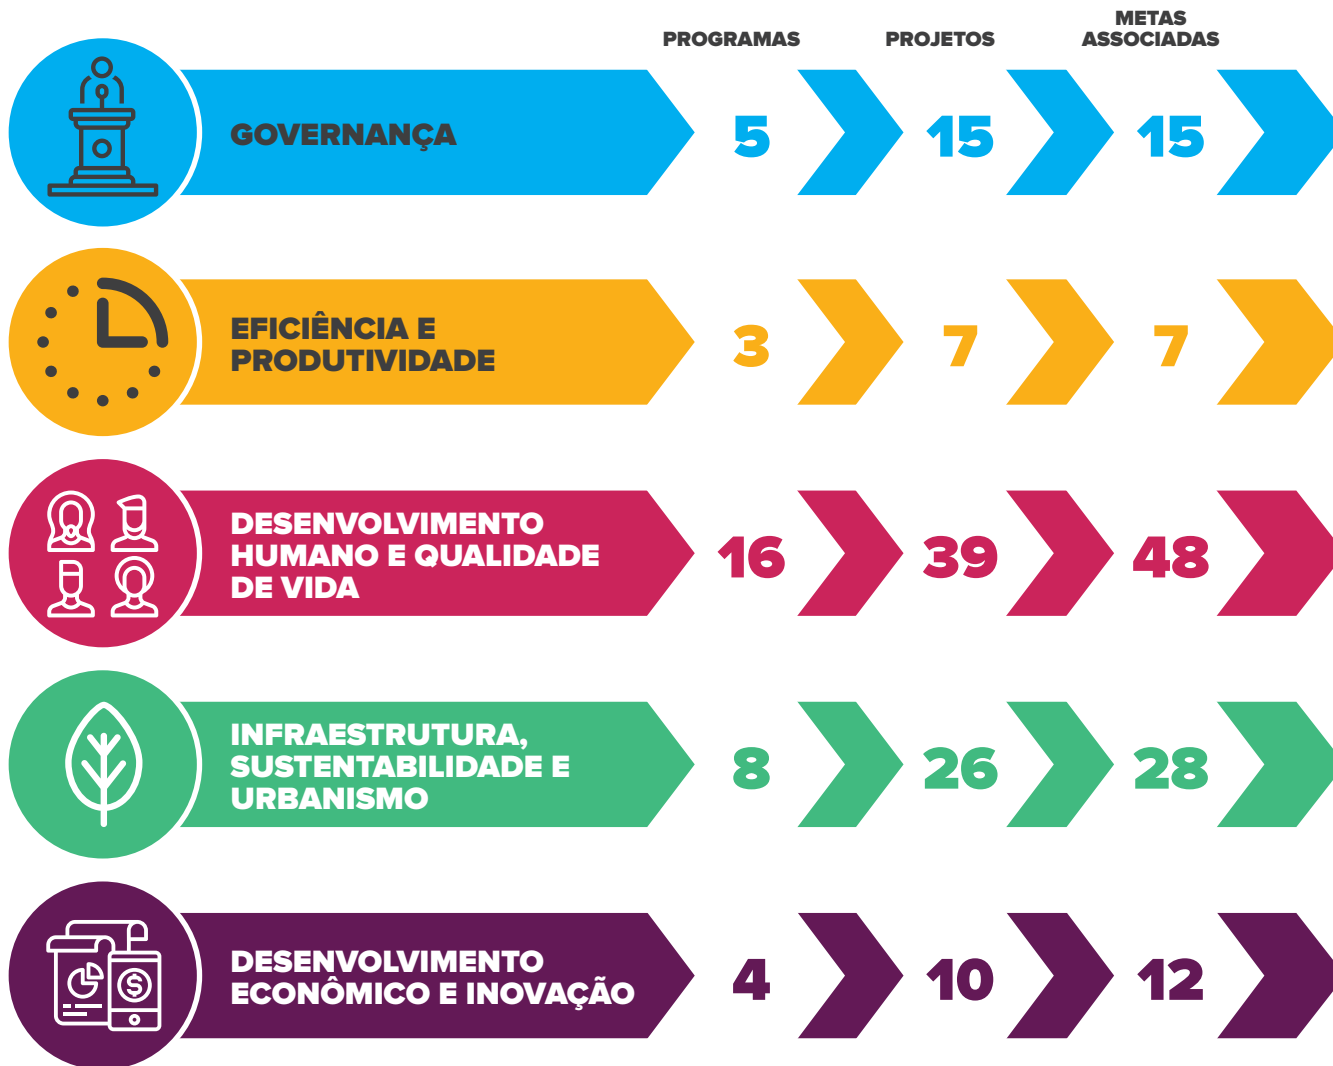 PROGRAMAS
PROJETOS
METAS
ASSOCIADAS
GOVERNANÇA
5
15
15
EFICIÊNCIA E
PRODUTIVIDADE
3
7
7
DESENVOLVIMENTO
HUMANO E QUALIDADE
DE VIDA
16
39
48
INFRAESTRUTURA,
SUSTENTABILIDADE E
URBANISMO
8
26
28
DESENVOLVIMENTO
ECONÔMICO E INOVAÇÃO
4
10
12
$